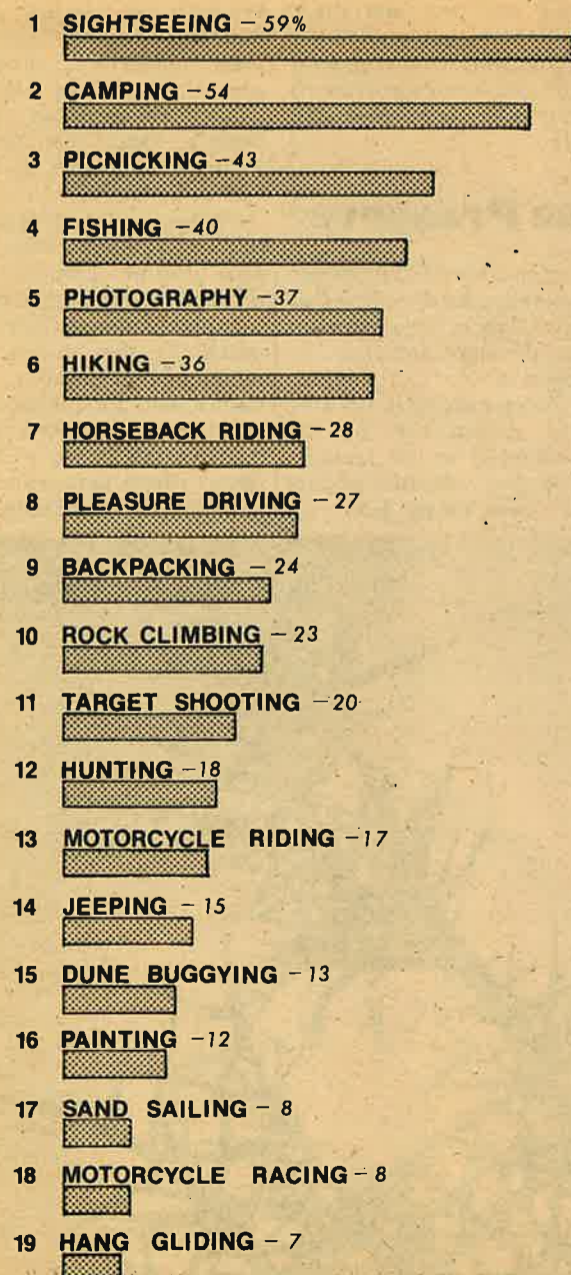 1 SIGHTSEEING - 59%
2 CAMPING - 54
3 PICNICKING - 43
4 FISHING - 40
5 PHOTOGRAPHY - 37
6 HIKING - 36
7 HORSEBACK RIDING - 28
8 PLEASURE DRIVING - 27
9 BACKPACKING - 24
10 ROCK CLIMBING - 23
11 TARGET SHOOTING - 20
12 HUNTING - 18
13 MOTORCYCLE RIDING - 17
14 JEEPING - 15
15 DUNE BUGGYING - 13
16 PAINTING - 12
17 SAND SAILING - 8
18 MOTORCYCLE RACING - 8
19 HANG GLIDING - 7